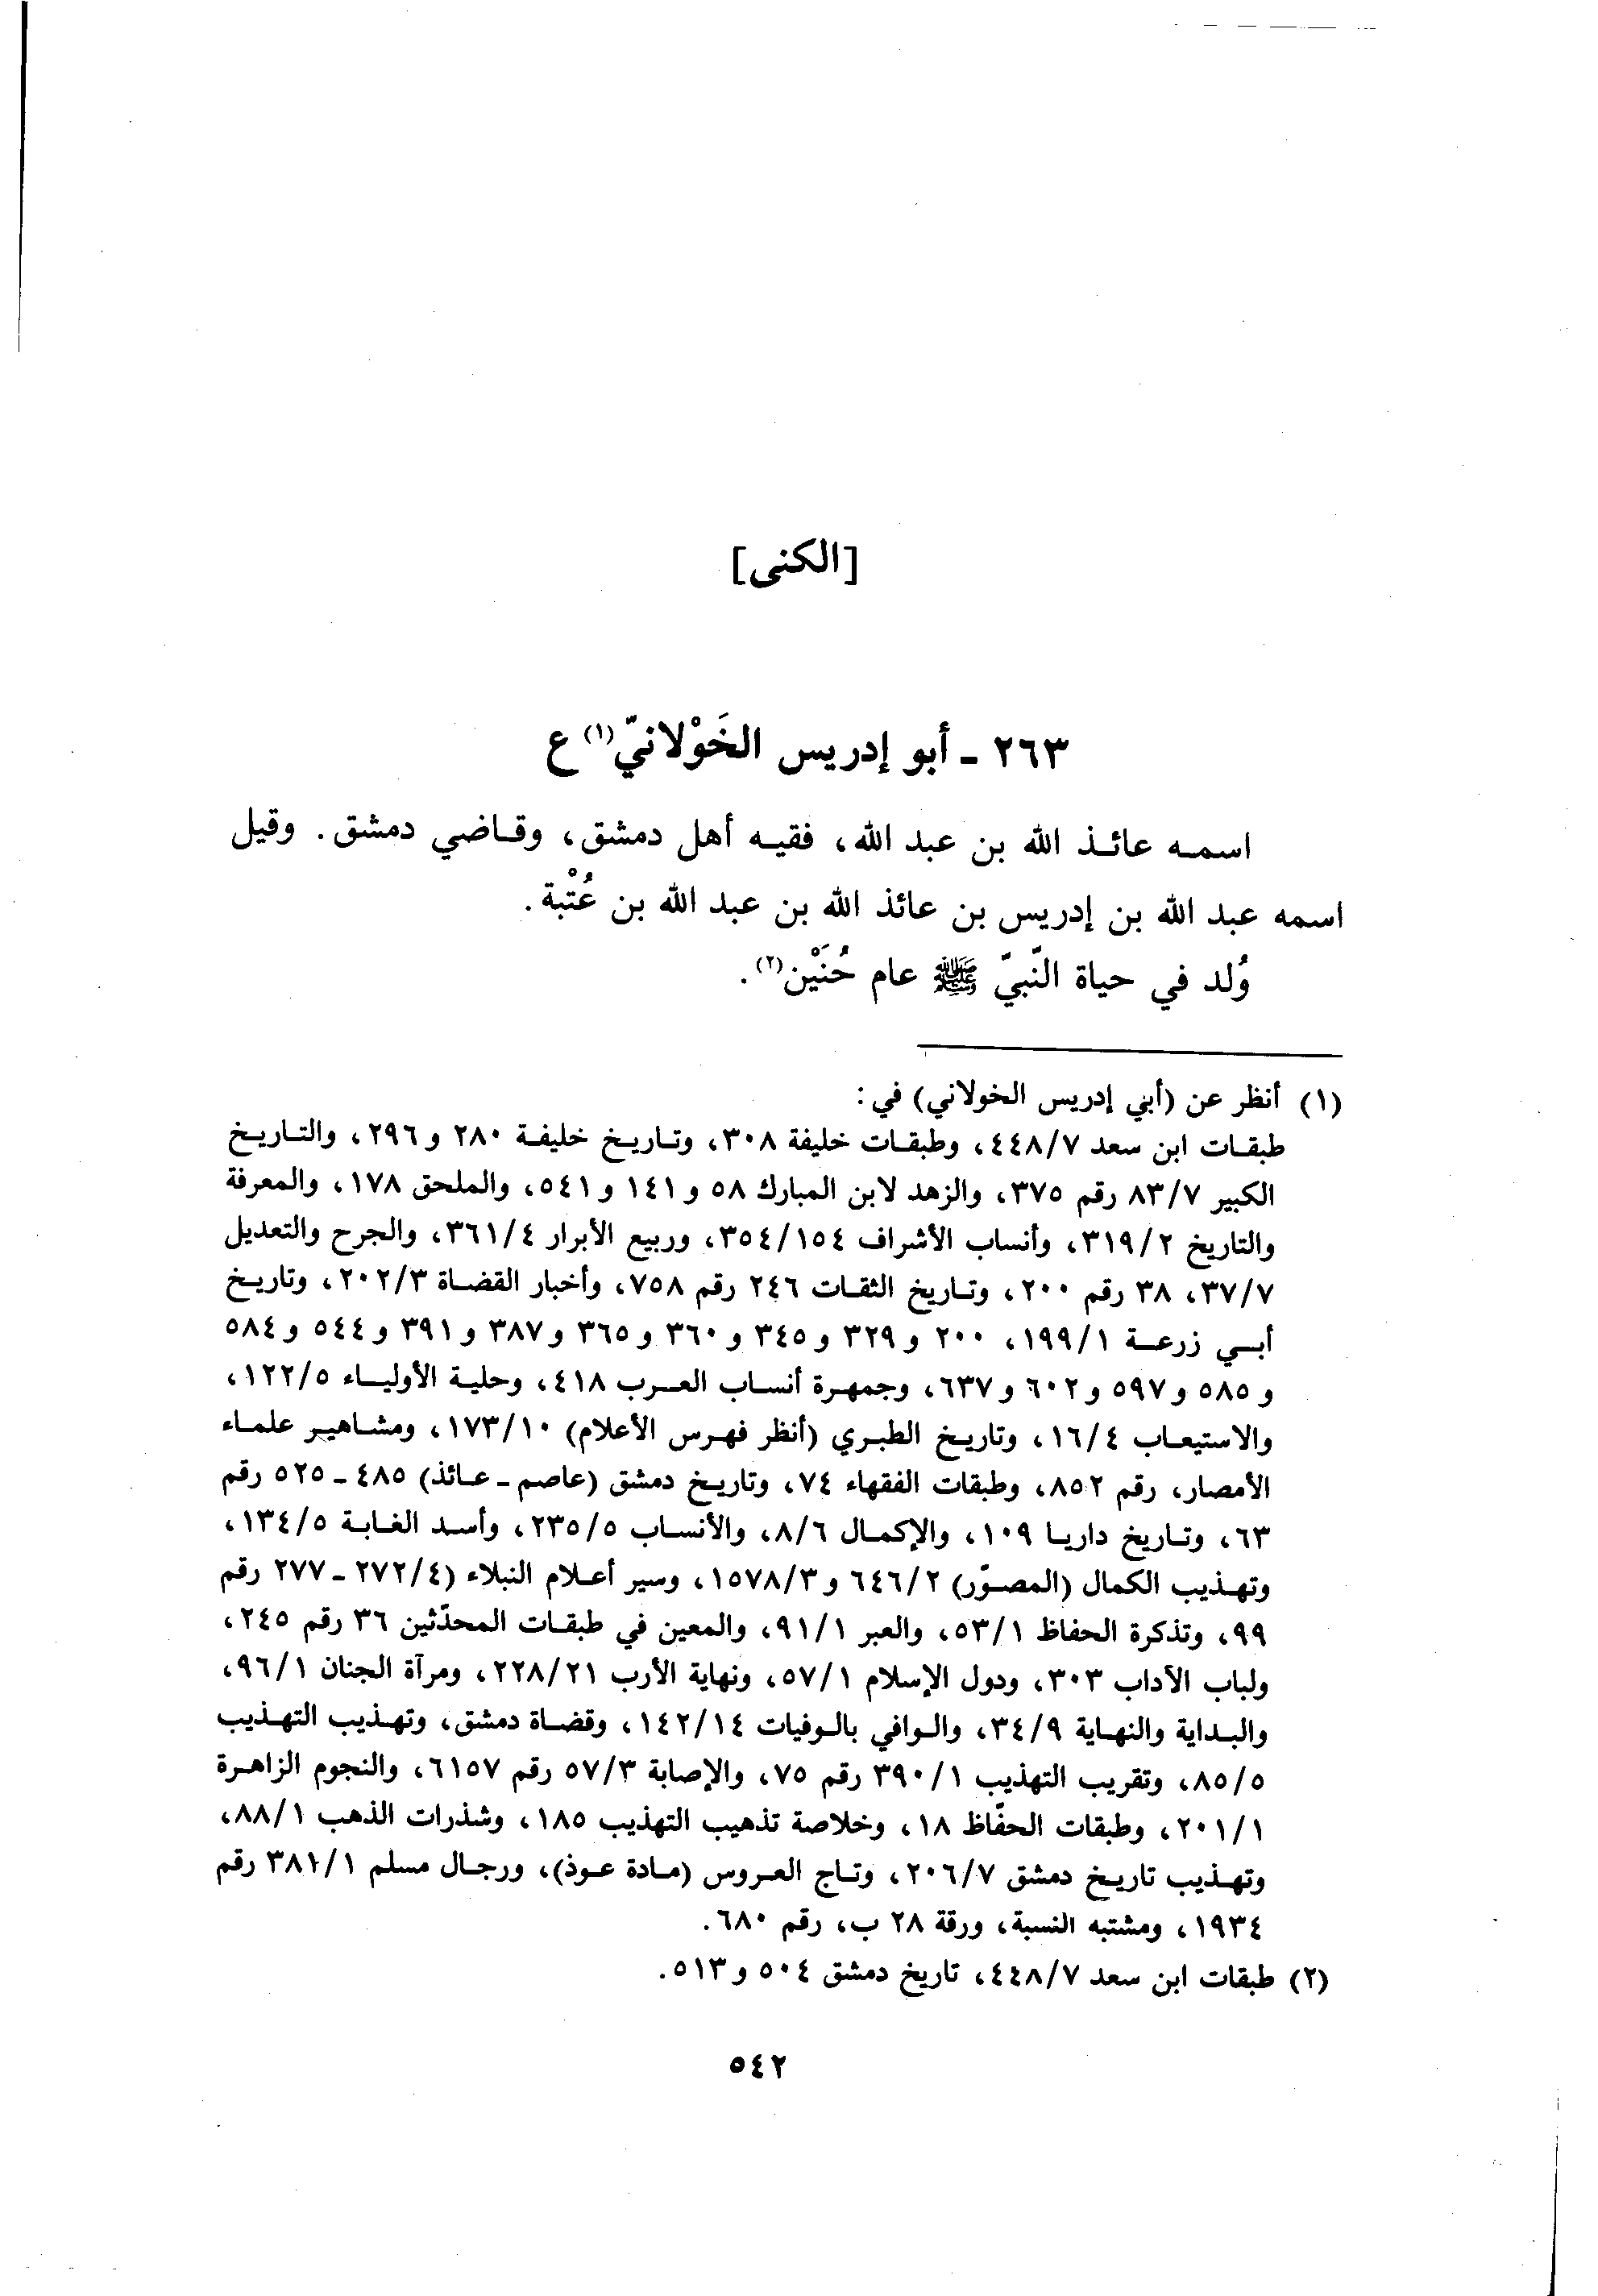 [الكنى]
٢٦٣ - أبو إدريس الخَوْلانيّ(١) ع
اسمه عائذ الله بن عبد الله، فقيه أهل دمشق، وقاضي دمشق. وقيل
اسمه عبد الله بن إدريس بن عائذ الله بن عبد الله بن عُتْبة.
وُلد في حياة النّبيّ ﷺ عام حُنَيْن(٢).
(١) أنظر عن (أبي إدريس الخولاني) في:
طبقات ابن سعد ٤٤٨/٧، وطبقات خليفة ٣٠٨، وتاريخ خليفة ٢٨٠ و٢٩٦، والتاريخ
الكبير ٨٣/٧ رقم ٣٧٥، والزهد لابن المبارك ٥٨ و١٤١ و٥٤١، والملحق ١٧٨، والمعرفة
والتاريخ ٣١٩/٢، وأنساب الأشراف ٣٥٤/١٥٤، وربيع الأبرار ٣٦١/٤، والجرح والتعديل
٣٧/٧، ٣٨ رقم ٢٠٠، وتاريخ الثقات ٢٤٦ رقم ٧٥٨، وأخبار القضاة ٢٠٢/٣، وتاريخ
أبي زرعة ١٩٩/١، ٢٠٠ و٣٢٩ و٣٤٥ و٣٦٠ و٣٦٥ و٣٨٧ و٣٩١ و٥٤٤ و٥٨٤
و٥٨٥ و٥٩٧ و٦٠٢ و٦٣٧، وجمهرة أنساب العرب ٤١٨، وحلية الأولياء ١٢٢/٥،
والاستيعاب ١٦/٤، وتاريخ الطبري (أنظر فهرس الأعلام) ١٧٣/١٠، ومشاهير علماء
الأمصار، رقم ٨٥٢، وطبقات الفقهاء ٧٤، وتاريخ دمشق (عاصم - عائذ) ٤٨٥ - ٥٢٥ رقم
٦٣، وتاريخ داريا ١٠٩، والإكمال ٨/٦، والأنساب ٢٣٥/٥، وأسد الغابة ١٣٤/٥،
وتهذيب الكمال (المصوّر) ٦٤٦/٢ و١٥٧٨/٣، وسير أعلام النبلاء (٢٧٢/٤ - ٢٧٧ رقم
٩٩، وتذكرة الحفاظ ٥٣/١، والعبر ٩١/١، والمعين في طبقات المحدّثين ٣٦ رقم ٢٤٥،
ولباب الآداب ٣٠٣، ودول الإسلام ٥٧/١، ونهاية الأرب ٢٢٨/٢١، ومرآة الجنان ٩٦/١،
والبداية والنهاية ٣٤/٩، والوافي بالوفيات ١٤٢/١٤، وقضاة دمشق، وتهذيب التهذيب
٨٥/٥، وتقريب التهذيب ٣٩٠/١ رقم ٧٥، والإصابة ٥٧/٣ رقم ٦١٥٧، والنجوم الزاهرة
٢٠١/١، وطبقات الحفّاظ ١٨، وخلاصة تذهيب التهذيب ١٨٥، وشذرات الذهب ٨٨/١،
وتهذيب تاريخ دمشق ٢٠٦/٧، وتاج العروس (مادة عوذ)، ورجال مسلم ٣٨١/١ رقم
١٩٣٤، ومشتبه النسبة، ورقة ٢٨ ب، رقم ٦٨٠.
(٢) طبقات ابن سعد ٤٤٨/٧، تاريخ دمشق ٥٠٤ و٥١٣.
٥٤٢